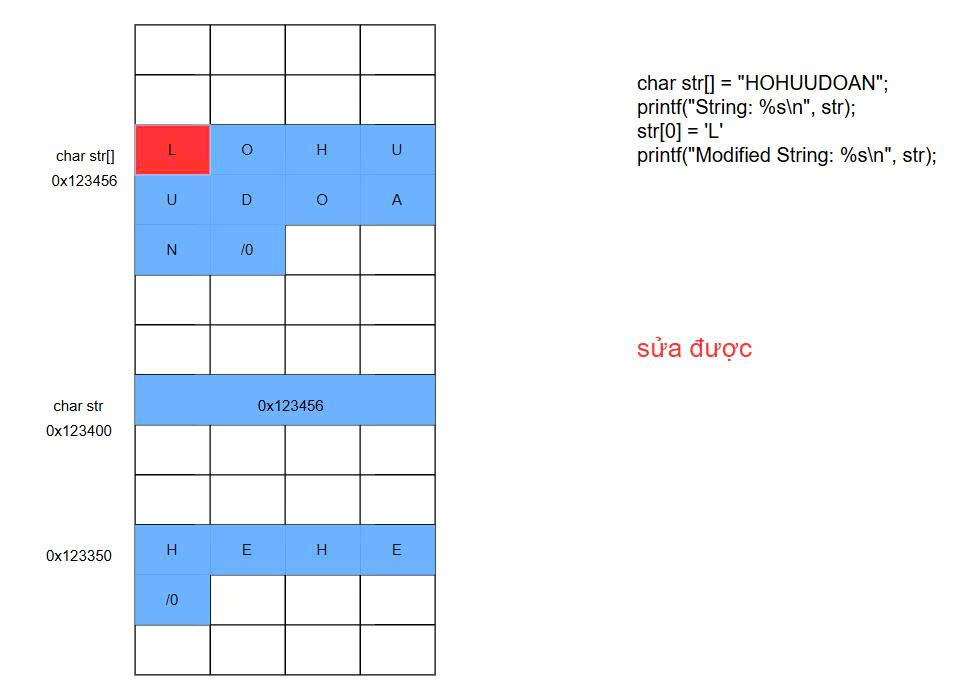 char str[] = "HOHUUDOAN";
printf("String: %s\n", str);
str[0] = 'L'
printf("Modified String: %s\n", str);
char str[]
0x123456
L O H U
U D O A
N /0
sửa được
char str
0x123400
0x123456
0x123350
H E H E
/0